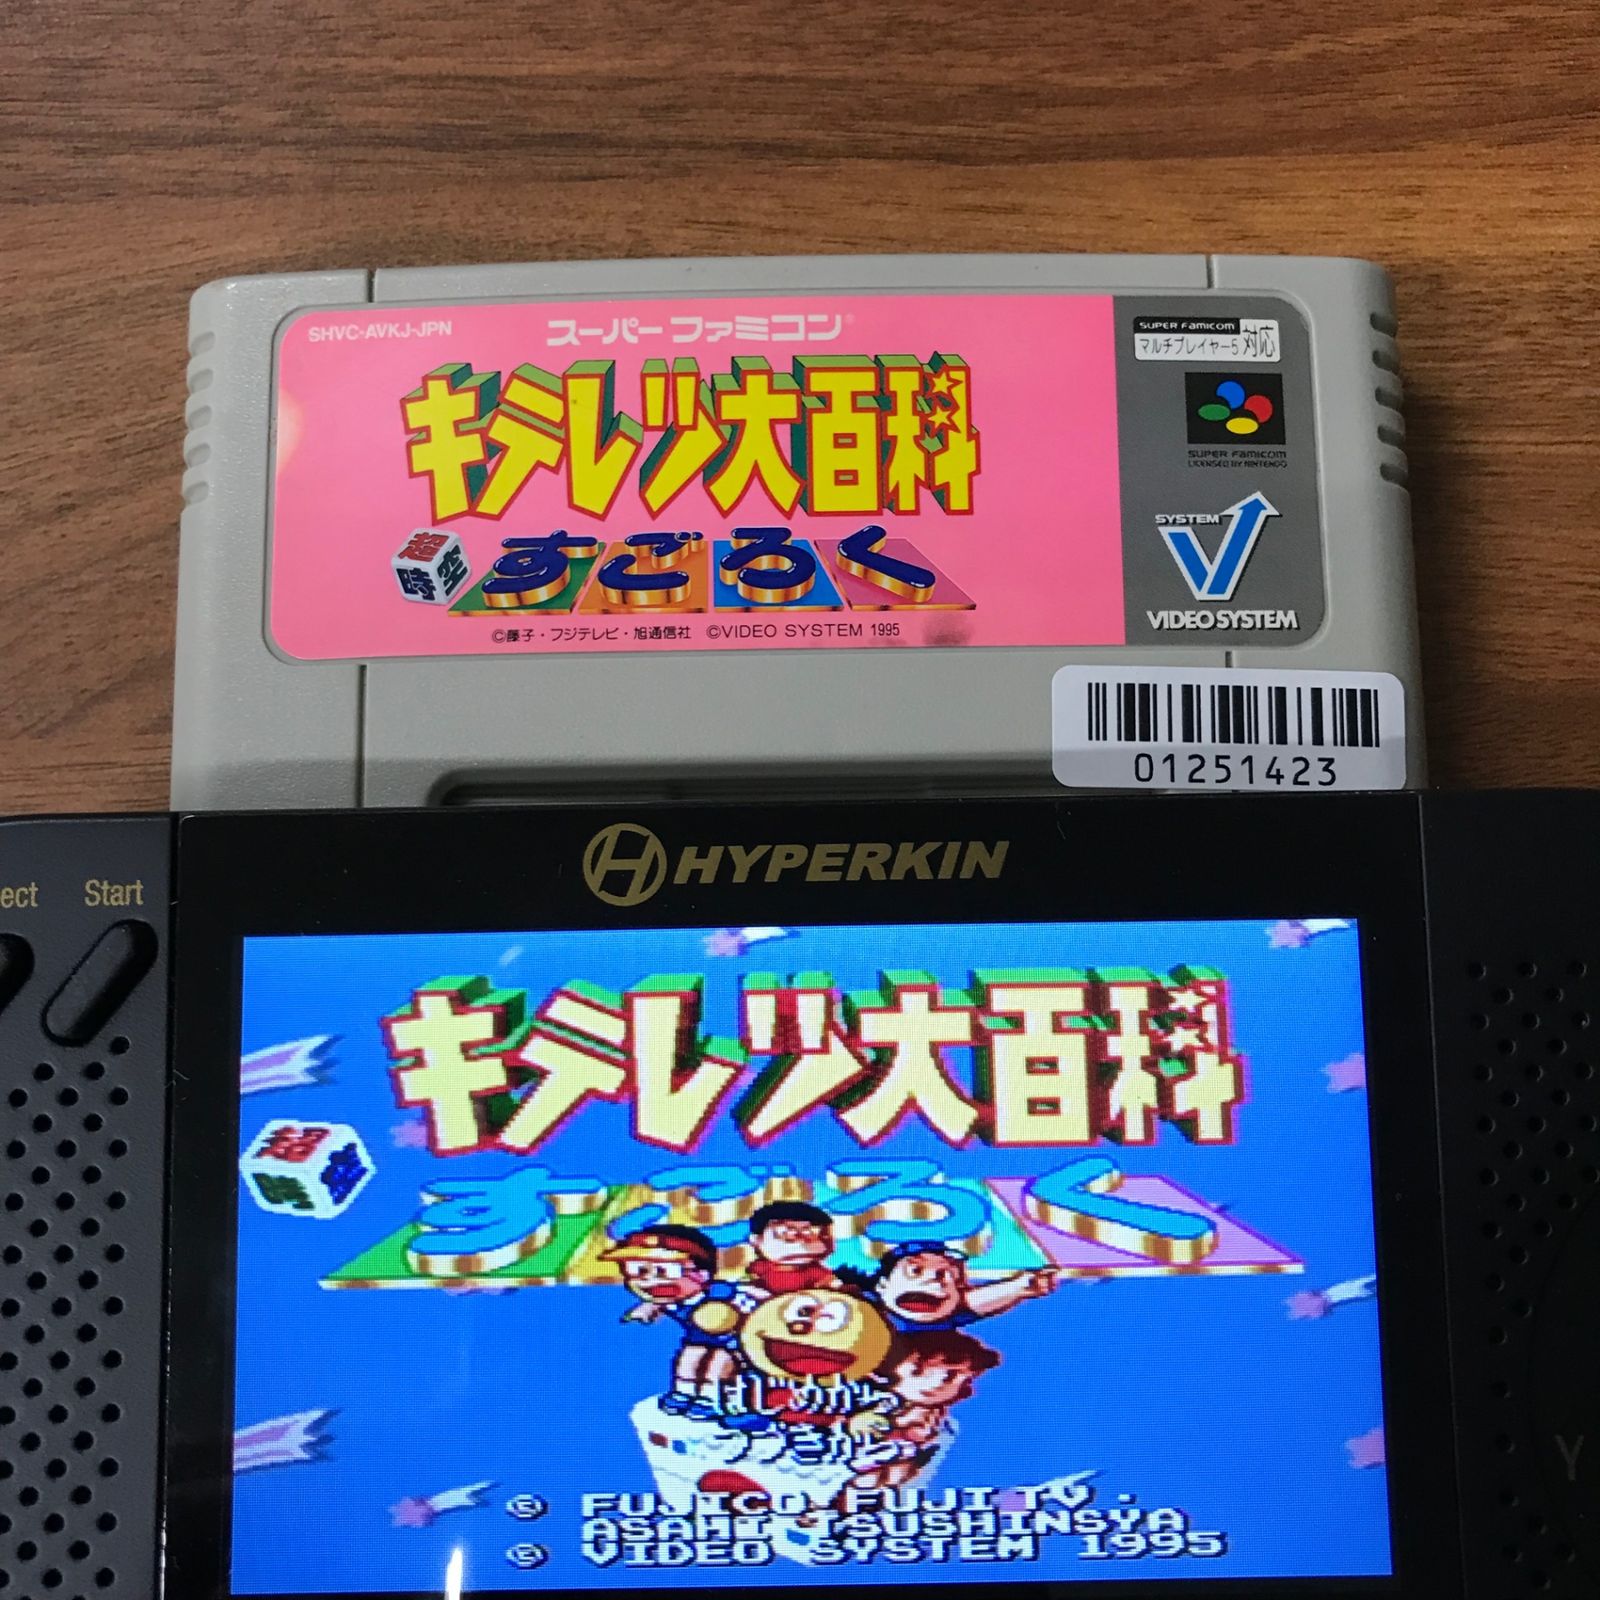 SHVC-AVKJ-JPN
スーパーファミコン®
キテレツ大百科
超時空
すごろく
©藤子・フジテレビ・旭通信社 ©VIDEO SYSTEM 1995
SUPER FAMICOM
マルチプレイヤー5 対応
SUPER FAMICOM
LICENSED BY NINTENDO
SYSTEM
V
VIDEO SYSTEM
01251423
HYPERKIN
ect Start
キテレツ大百科
超時空
すごろく
はじめから
つづきから
© FUJICO, FUJI TV.
ASAHI TSUSHINSYA
© VIDEO SYSTEM 1995
Y